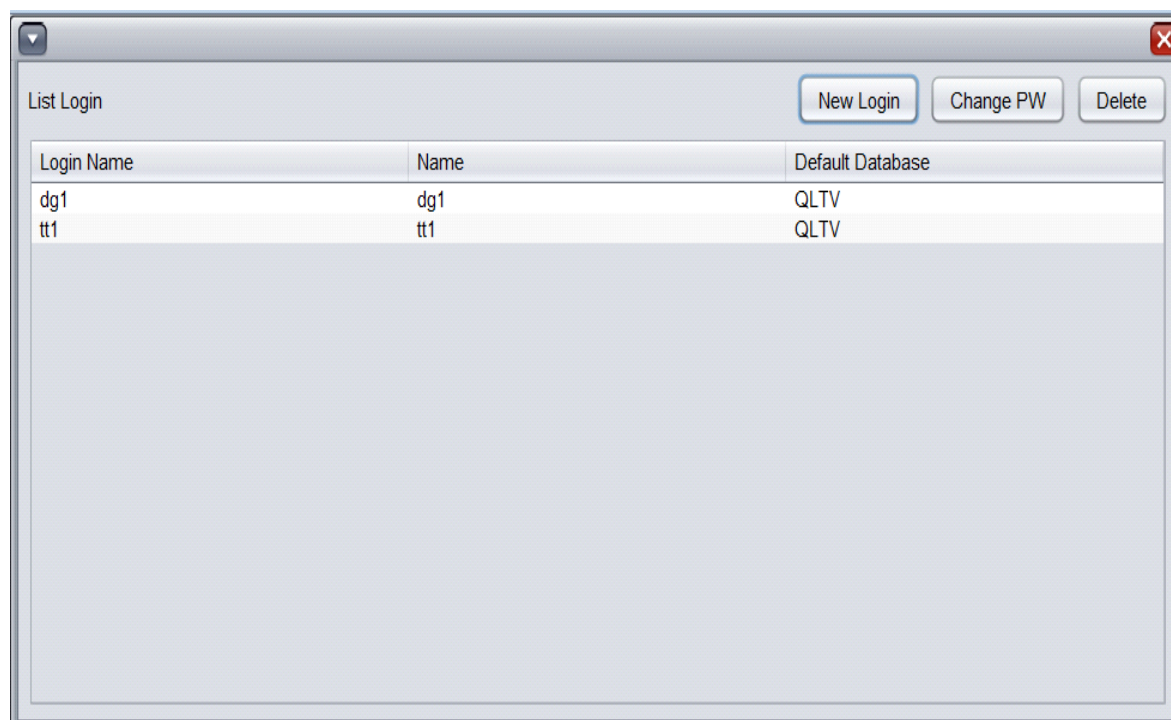 List Login New Login Change PW Delete
Login Name Name Default Database
dg1 dg1 QLTV
tt1 tt1 QLTV